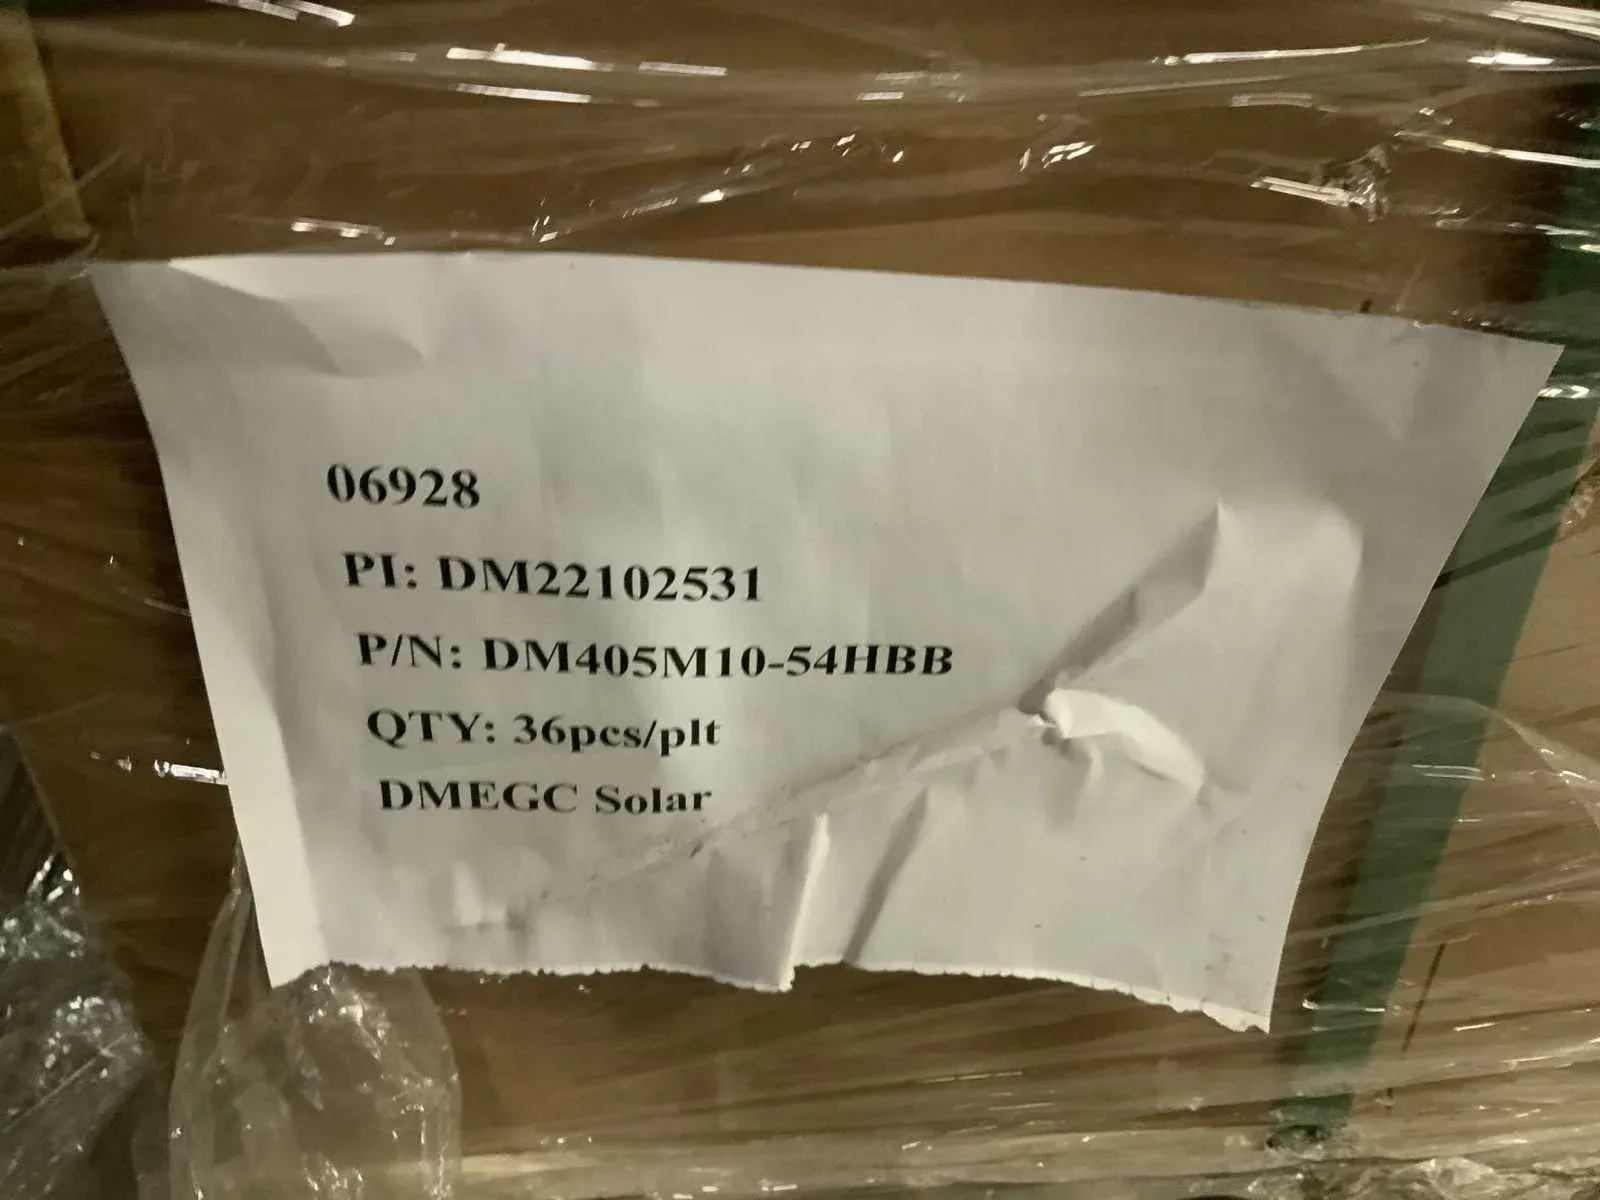 06928
PI: DM22102531
P/N: DM405M10-54HBB
QTY: 36pcs/plt
DMEGC Solar